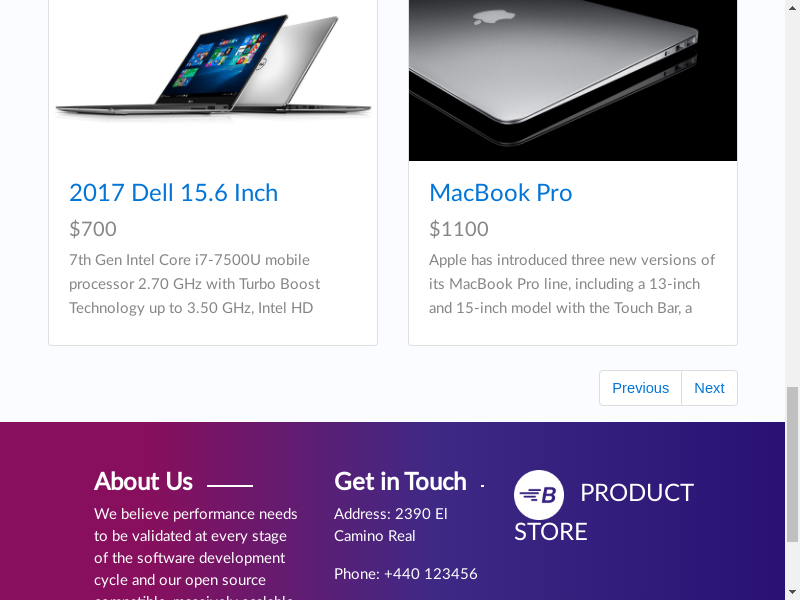 2017 Dell 15.6 Inch
$700
7th Gen Intel Core i7-7500U mobile
processor 2.70 GHz with Turbo Boost
Technology up to 3.50 GHz, Intel HD
MacBook Pro
$1100
Apple has introduced three new versions of
its MacBook Pro line, including a 13-inch
and 15-inch model with the Touch Bar, a
Previous
Next
About Us
We believe performance needs
to be validated at every stage
of the software development
cycle and our open source
compatible, massively scalable
Get in Touch
Address: 2390 El
Camino Real
Phone: +440 123456
B PRODUCT
STORE